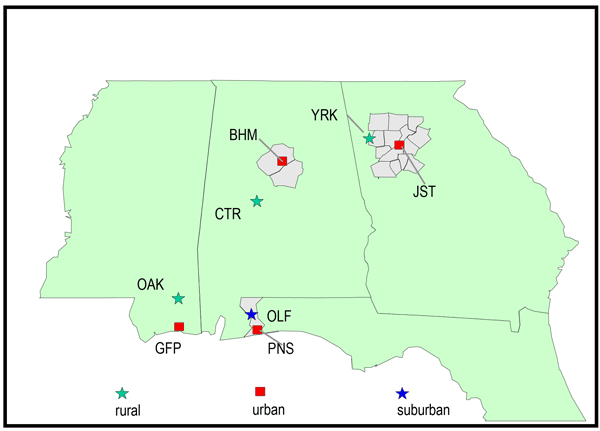 YRK
BHM
JST
CTR
OAK
OLF
GFP
PNS
rural
urban
suburban